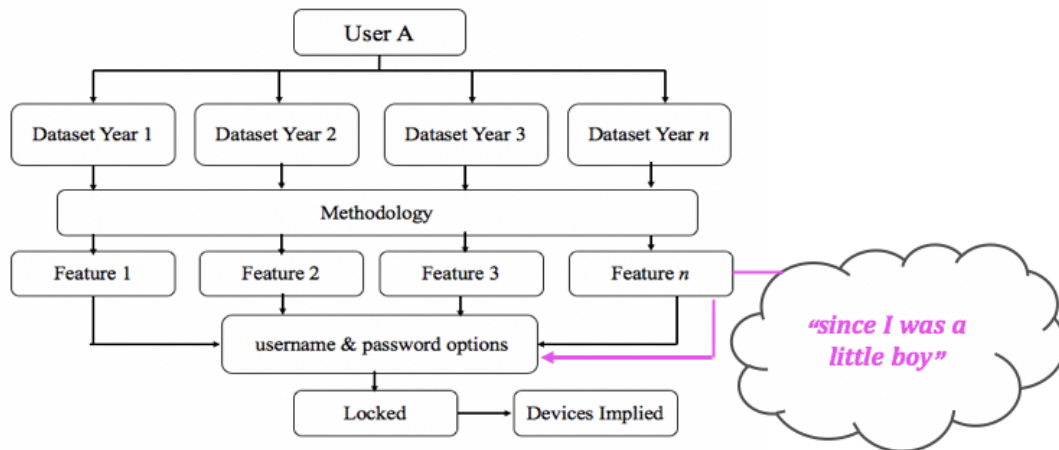 User A
Dataset Year 1
Dataset Year 2
Dataset Year 3
Dataset Year n
Methodology
Feature 1
Feature 2
Feature 3
Feature n
“since I was a
little boy”
username & password options
Locked
Devices Implied